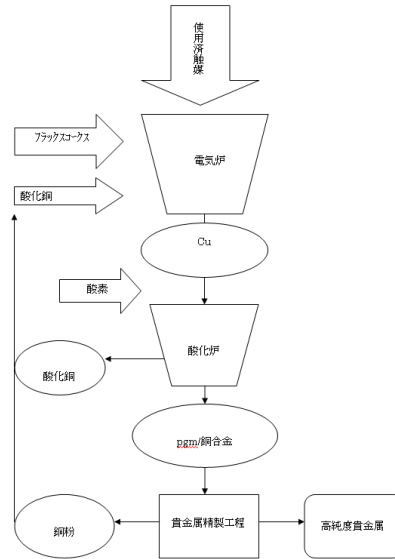 使用済触媒
フラックスコークス
電気炉
酸化銅
Cu
酸素
酸化炉
酸化銅
pgm/銅合金
銅粉
貴金属精製工程
高純度貴金属